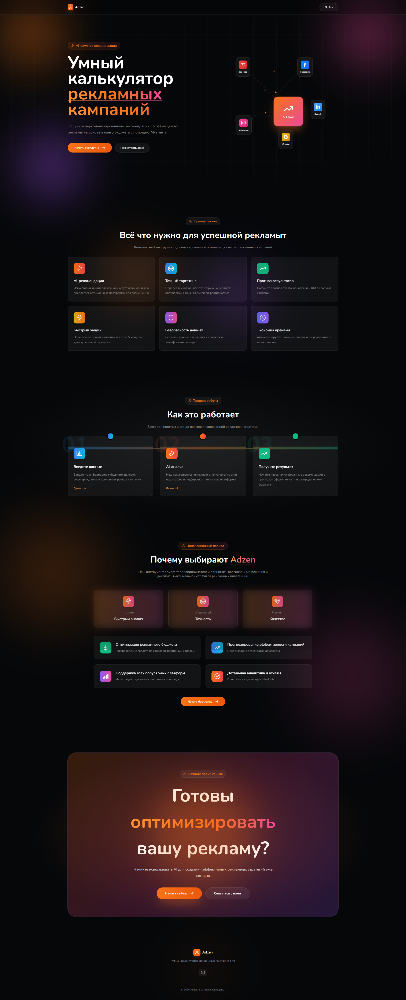 Adzen
Войти
AI-powered рекомендации
Умный
калькулятор
рекламных
кампаний
Получите персонализированные рекомендации по размещению
рекламы на основе вашего бюджета с помощью AI-агента.
Начать бесплатно
Посмотреть демо
YouTube
Facebook
AI Engine
LinkedIn
Instagram
Google
Преимущества
Всё что нужно для успешной рекламыт
Комплексный инструмент для планирования и оптимизации ваших рекламных кампаний
AI-рекомендации
Искусственный интеллект анализирует ваши данные и
предлагает оптимальные платформы для размещения
Точный таргетинг
Определяем идеальную аудиторию на десятках
платформах с максимальной эффективностью
Прогноз результатов
Получите прогноз охвата, конверсий и ROI до запуска
кампании
Быстрый запуск
Подготовьте проект кампании всего за 5 минут от
идеи до готовой стратегии
Безопасность данных
Все ваши данные защищены и хранятся в
зашифрованном виде
Экономия времени
Автоматизируйте рутинные задачи и сосредоточьтесь
на творчестве
Процесс работы
Как это работает
Всего три простых шага до персонализированной рекламной стратегии
01
Введите данные
Заполните информацию о бюджете, целевой
аудитории, целях и временных рамках кампании
Далее
02
AI-анализ
Наш искусственный интеллект анализирует тысячи
параметров и подбирает оптимальные платформы
Далее
03
Получите результат
Изучите персонализированные рекомендации с
прогнозом эффективности и распределением
бюджета
Инновационный подход
Почему выбирают Adzen
Наш инструмент помогает предпринимателям принимать обоснованные решения и
достигать максимальной отдачи от рекламных инвестиций.
< 1 мин
Быстрый анализ
AI-powered
Точность
Premium
Качество
Оптимизация рекламного бюджета
Распределение средств по самым эффективным каналам
Прогнозирование эффективности кампаний
Предсказание результатов до запуска
Поддержка всех популярных платформ
Интеграция с десятками рекламных площадок
Детальная аналитика и отчёты
Понятные визуализации и insights
Начать бесплатно
Начните прямо сейчас
Готовы
оптимизировать
вашу рекламу?
Начните использовать AI для создания эффективных рекламных стратегий уже
сегодня
Начать сейчас
Связаться с нами
Adzen
Умный калькулятор рекламных кампаний с AI
© 2026 Adzen. Все права защищены.